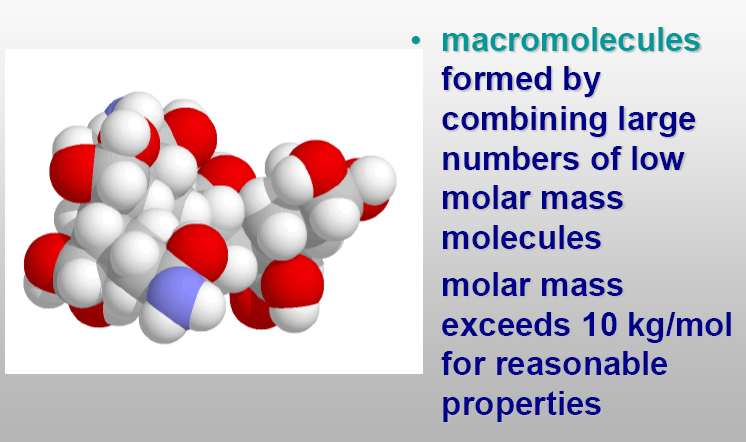 • macromolecules
formed by
combining large
numbers of low
molar mass
molecules
molar mass
exceeds 10 kg/mol
for reasonable
properties